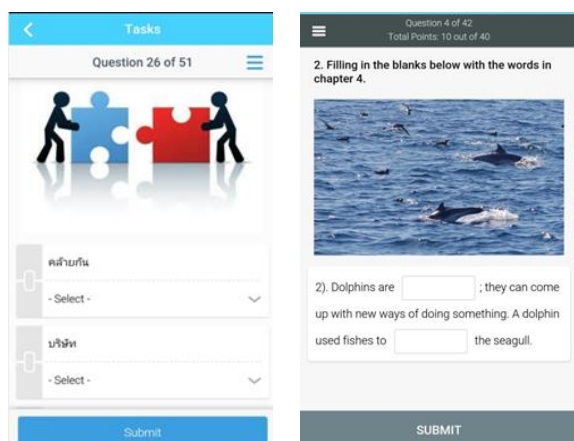 Tasks
Question 26 of 51
คล้ายกัน
- Select -
บริษัท
- Select -
Submit
Question 4 of 42
Total Points: 10 out of 40
2. Filling in the blanks below with the words in
chapter 4.
2). Dolphins are ; they can come
up with new ways of doing something. A dolphin
used fishes to the seagull.
SUBMIT